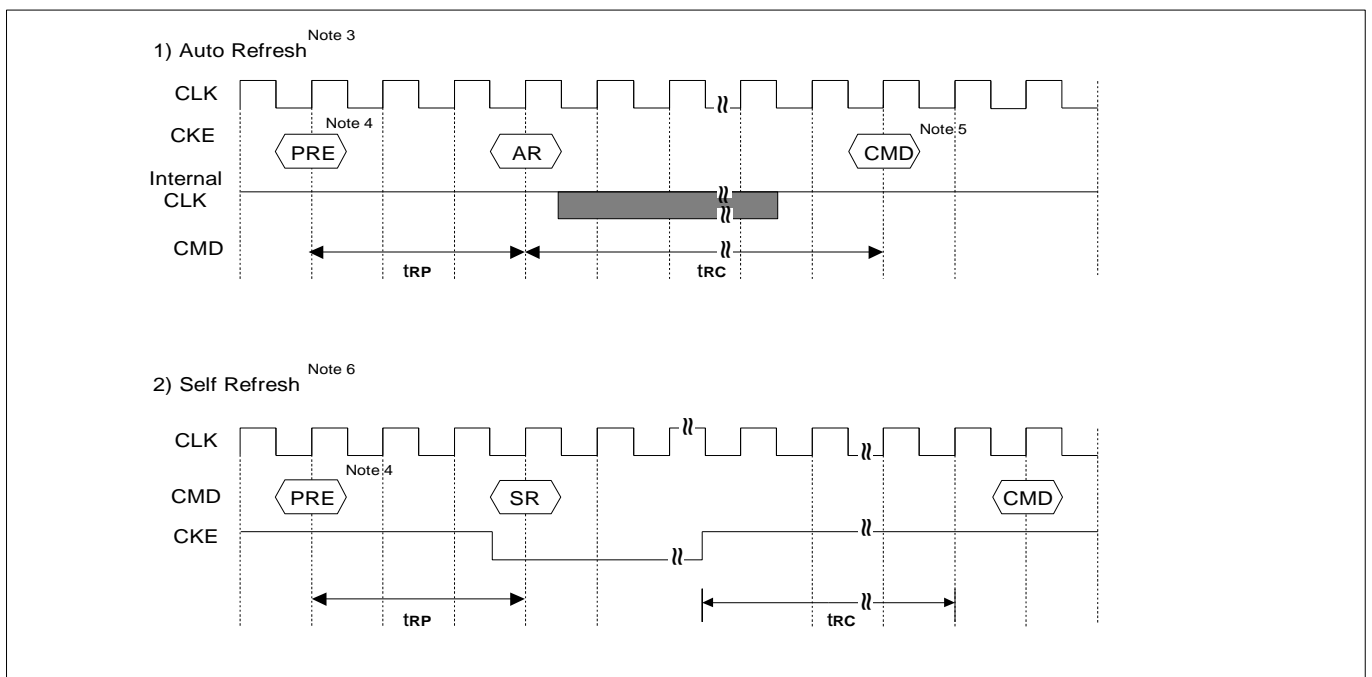 1) Auto Refresh Note 3
CLK
CKE
Note 4
Note 5
PRE
AR
CMD
Internal
CLK
CMD
tRP
tRC
2) Self Refresh Note 6
CLK
Note 4
CMD
PRE
SR
CMD
CKE
tRP
tRC